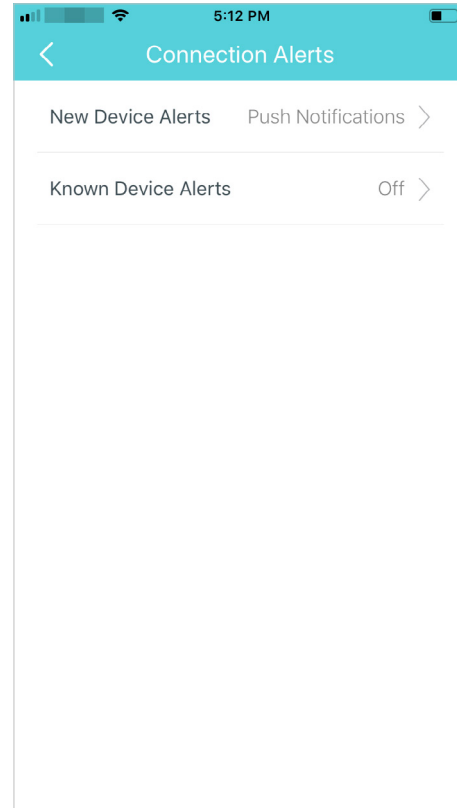 5:12 PM
Connection Alerts
New Device Alerts Push Notifications
Known Device Alerts Off